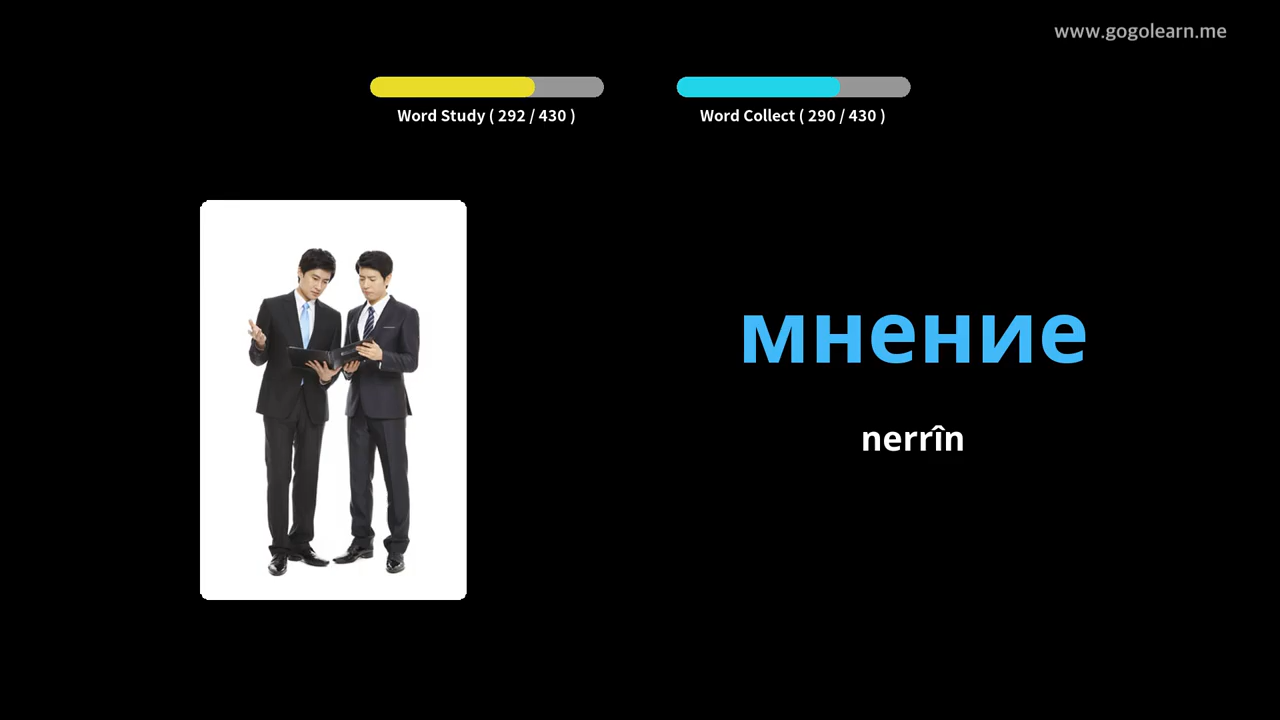 www.gogolearn.me
Word Study ( 292 / 430 )
Word Collect ( 290 / 430 )
мнение
nerrîn